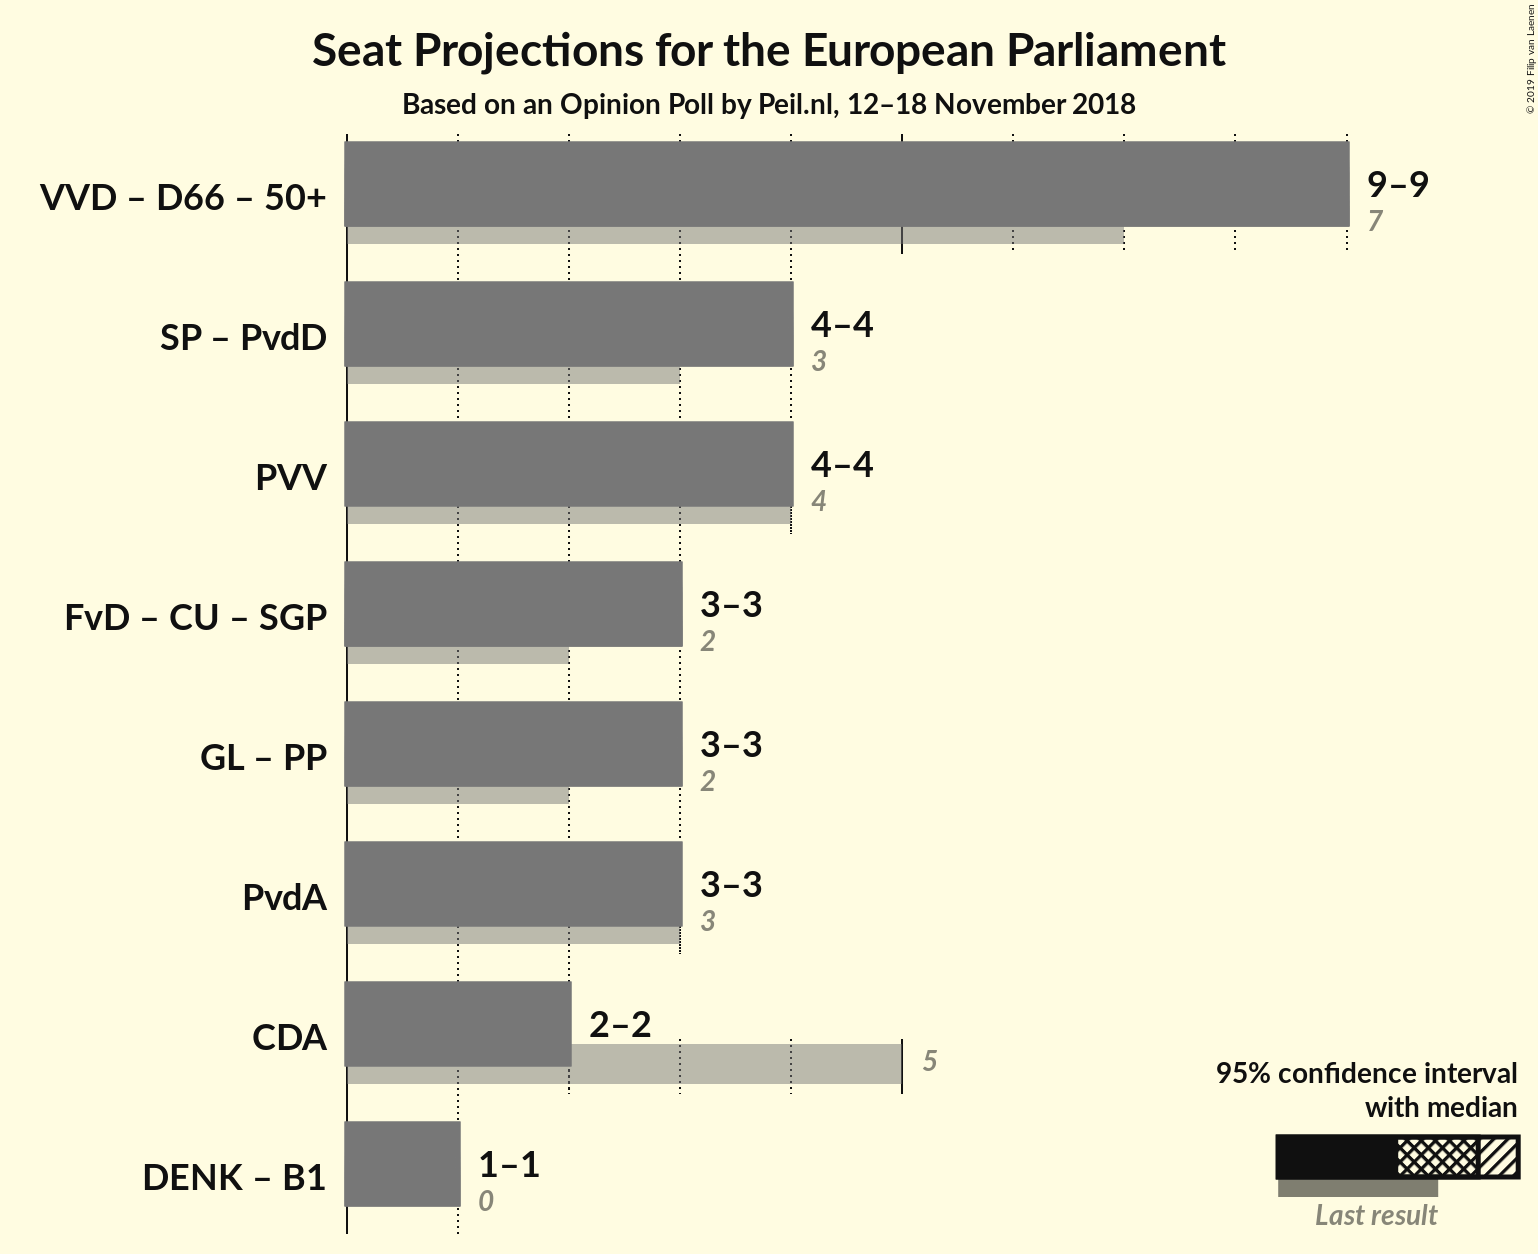 Seat Projections for the European Parliament
Based on an Opinion Poll by Peil.nl, 12–18 November 2018
© 2019 Filip van Laenen
VVD – D66 – 50+
9–9
7
SP – PvdD
4–4
3
PVV
4–4
4
FvD – CU – SGP
3–3
2
GL – PP
3–3
2
PvdA
3–3
3
CDA
2–2
5
DENK – B1
1–1
0
95% confidence interval
with median
Last result